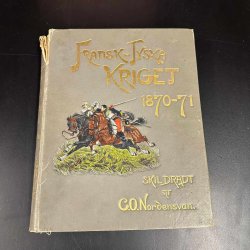 FRANSK-TYSKA
KRIGET
1870-71
SKILDRADT
AF
C.O. Nordensvan.